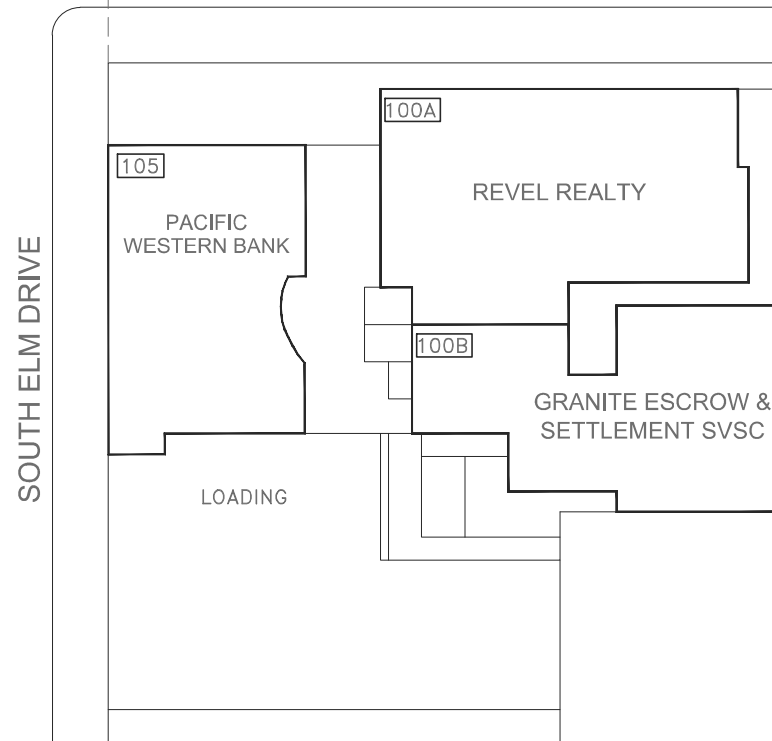 100A
REVEL REALTY
105
PACIFIC
WESTERN BANK
100B
GRANITE ESCROW &
SETTLEMENT SVSC
LOADING
SOUTH ELM DRIVE